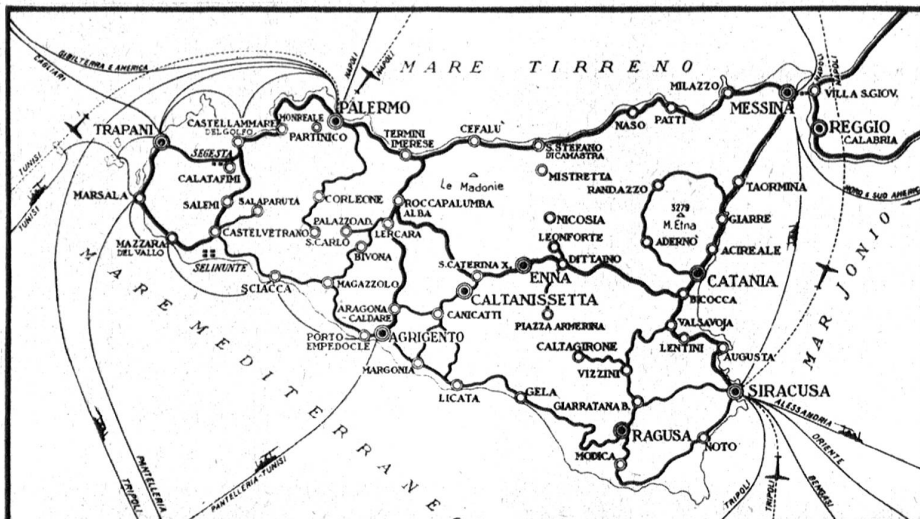 GIBILTERRA E AMERICA
CAGLIARI
NAPOLI
NAPOLI
MARE TIRRENO
NAPOLI
MILAZZO
MESSINA
VILLA S.GIOV.
REGGIO
CALABRIA
PALERMO
MONREALE
PARTINICO
CASTELLAMMARE
DEL GOLFO
TRAPANI
SEGESTA
CALATAFIMI
TERMINI
IMERESE
CEFALÙ
S.STEFANO
DI CAMASTRA
MISTRETTA
NASO
PATTI
TUNISI
TUNISI
MARSALA
SALEMI
SALAPARUTA
CORLEONE
Le Madonie
ROCCAPALUMBA
ALBA
RANDAZZO
TAORMINA
NORD E SUD AMERICA
3279
M. Etna
GIARRE
MAZZARA
DEL VALLO
CASTELVETRANO
PALAZZO AD.
S.CARLO
LERCARA
BIVONA
NICOSIA
LEONFORTE
DITTAINO
ADERNÒ
ACIREALE
SELINUNTE
SCIACCA
MAGAZZOLO
S.CATERINA X.
ENNA
CATANIA
CALTANISSETTA
BICOCCA
ARAGONA
CALDARE
CANICATTI
PIAZZA ARMERINA
VALSAVOJA
PORTO
EMPEDOCLE
AGRIGENTO
CALTAGIRONE
LENTINI
AUGUSTA
MARGONIA
VIZZINI
LICATA
GELA
GIARRATANA B.
SIRACUSA
RAGUSA
NOTO
MODICA
MAR JONIO
MARE MEDITERRANE
ALESSANDRIA
ORIENTE
BENGASI
TRIPOLI
TRIPOLI
PANTELLERIA
TRIPOLI
PANTELLERIA-TUNISI